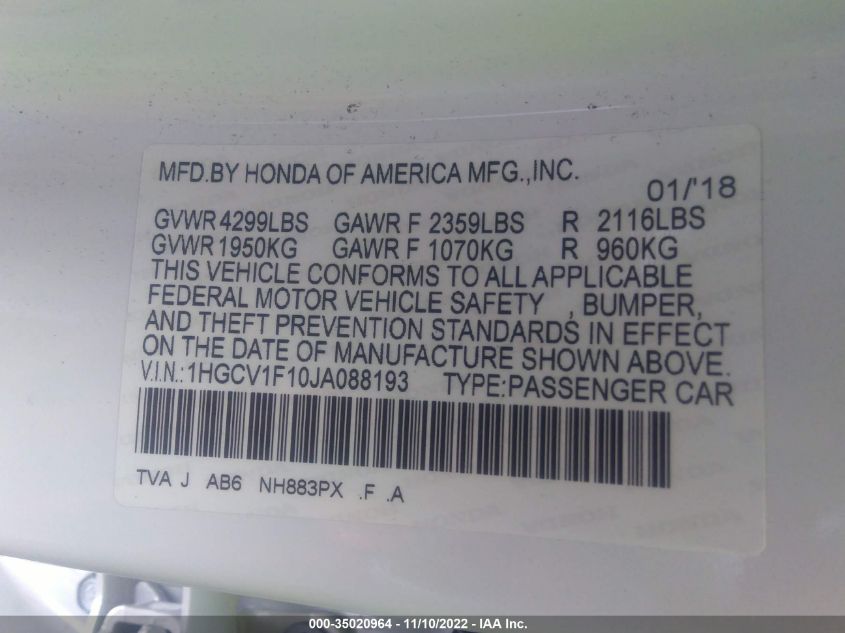 MFD.BY HONDA OF AMERICA MFG.,INC.
01/'18
GVWR 4299LBS GAWR F 2359LBS R 2116LBS
GVWR 1950KG GAWR F 1070KG R 960KG
THIS VEHICLE CONFORMS TO ALL APPLICABLE
FEDERAL MOTOR VEHICLE SAFETY , BUMPER,
AND THEFT PREVENTION STANDARDS IN EFFECT
ON THE DATE OF MANUFACTURE SHOWN ABOVE.
V.I.N.:1HGCV1F10JA088193 TYPE:PASSENGER CAR
TVA J AB6 NH883PX .F .A
000-35020964 - 11/10/2022 - IAA Inc.